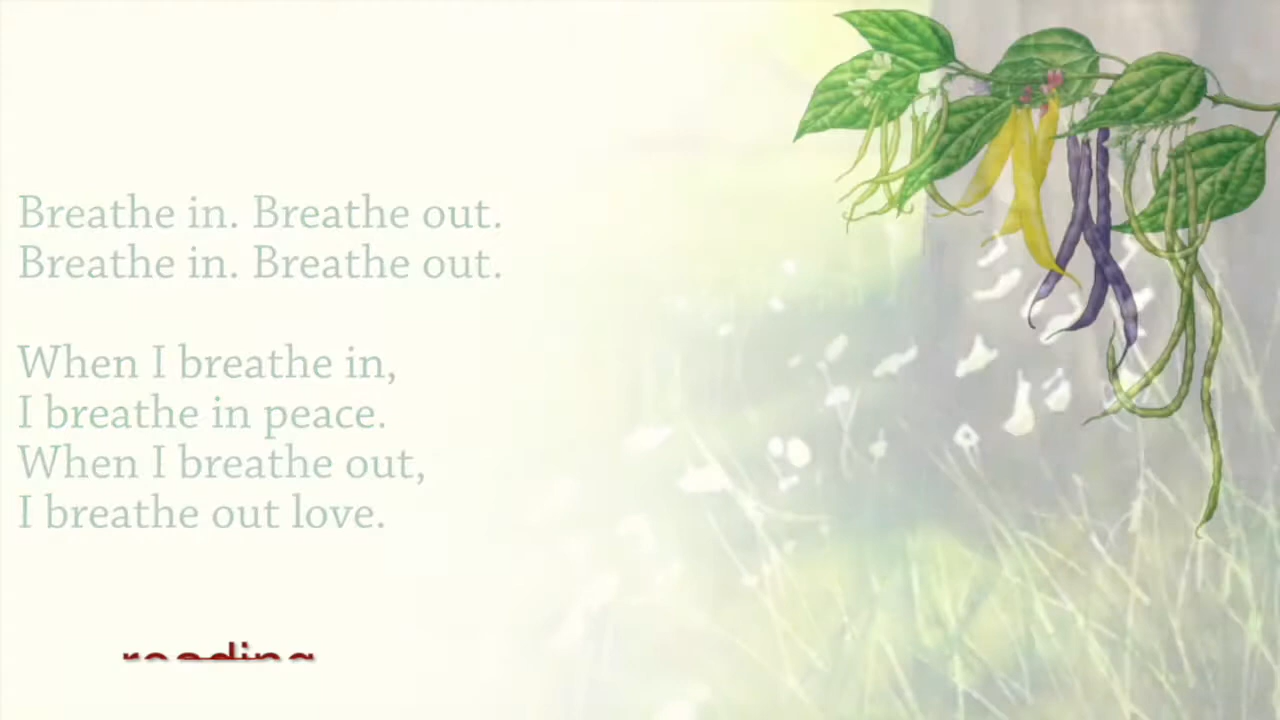 Breathe in. Breathe out.
Breathe in. Breathe out.
When I breathe in,
I breathe in peace.
When I breathe out,
I breathe out love.
reading